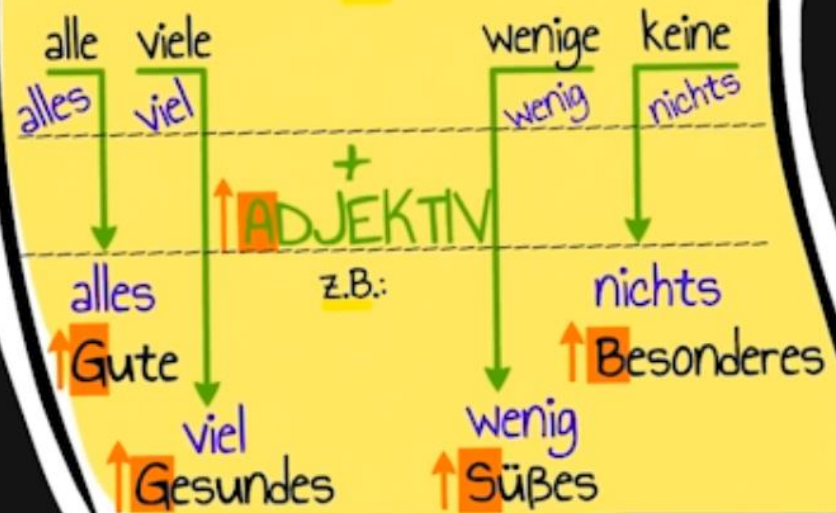 alle viele wenige keine
alles viel wenig nichts
+
ADJEKTIV
z.B.:
alles nichts
Gute Besonderes
viel wenig
Gesundes Süßes